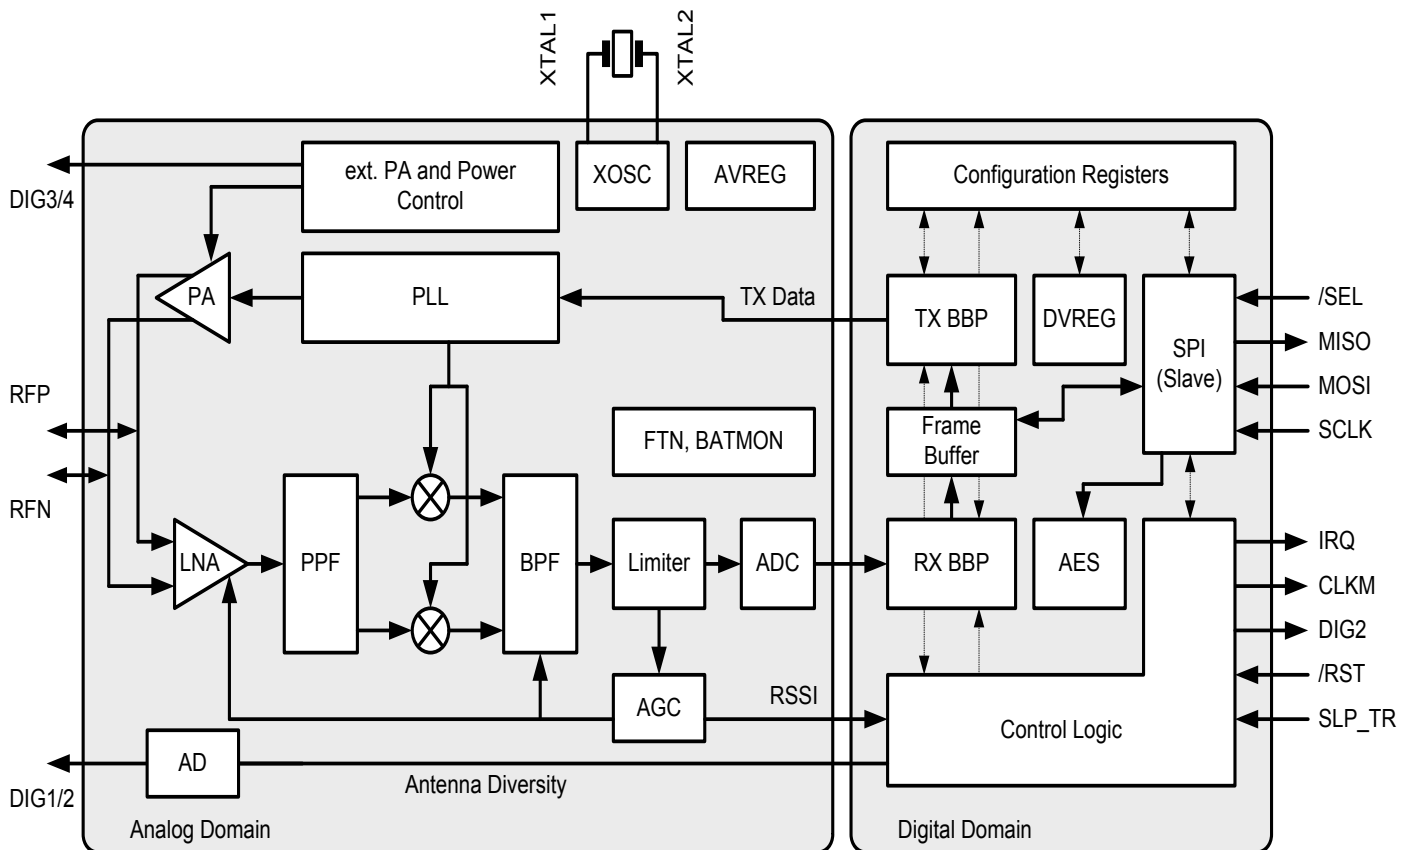 XTAL1
XTAL2
ext. PA and Power
Control
XOSC
AVREG
Configuration Registers
DIG3/4
PA
PLL
TX Data
TX BBP
DVREG
SPI
(Slave)
/SEL
MISO
MOSI
SCLK
RFP
RFN
FTN, BATMON
Frame
Buffer
LNA
PPF
BPF
Limiter
ADC
RX BBP
AES
IRQ
CLKM
DIG2
/RST
SLP_TR
AGC
RSSI
Control Logic
AD
Antenna Diversity
DIG1/2
Analog Domain
Digital Domain